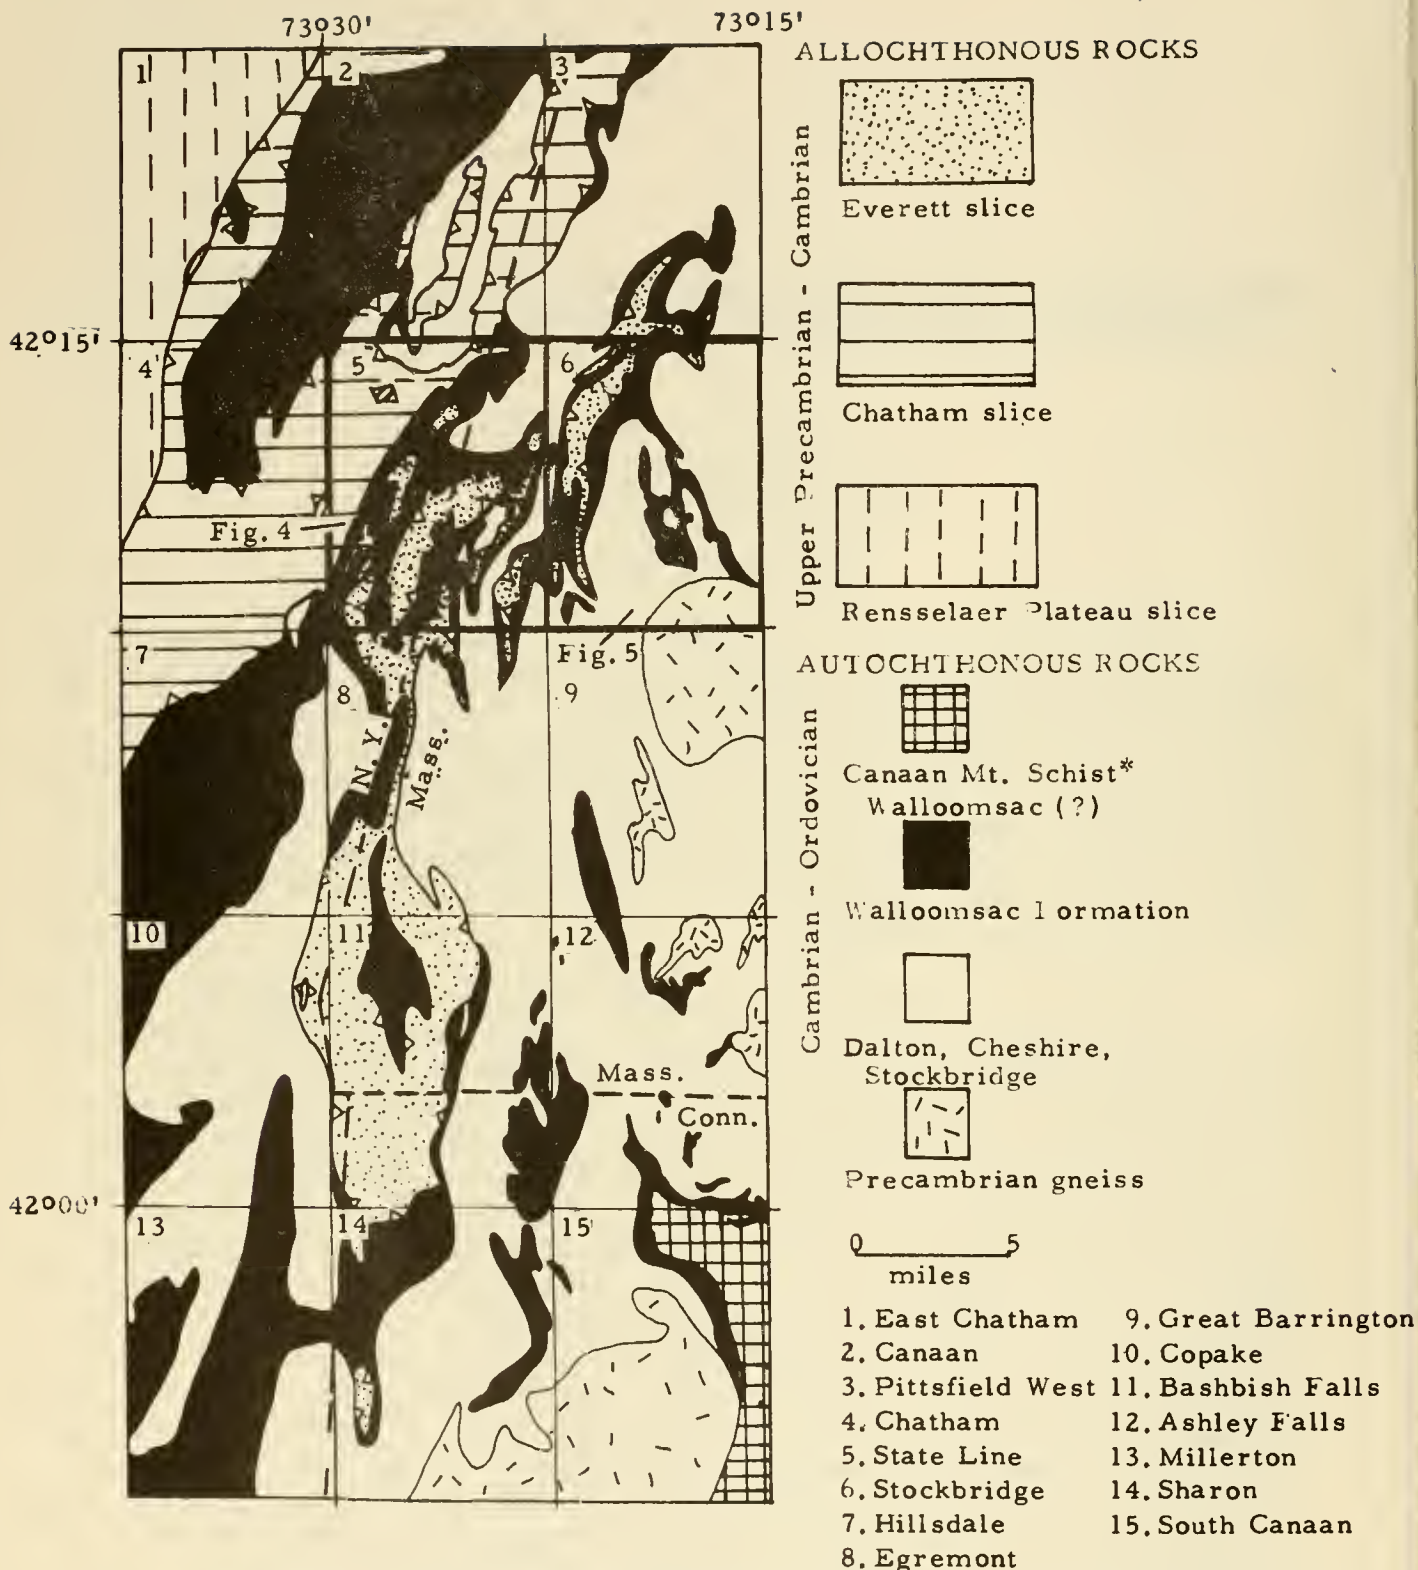 73°30'
73°15'
1
2
3
42°15'
4
5
6
Fig. 4
Fig. 5
7
8
9
N.Y.
Mass.
10
11
12
Mass.
Conn.
42°00'
13
14
15
ALLOCHTHONOUS ROCKS
Upper Precambrian - Cambrian
Everett slice
Chatham slice
Rensselaer Plateau slice
AUTOCHTHONOUS ROCKS
Cambrian - Ordovician
Canaan Mt. Schist*
Walloomsac (?)
Walloomsac Formation
Dalton, Cheshire,
Stockbridge
Precambrian gneiss
0 5
miles
1. East Chatham
2. Canaan
3. Pittsfield West
4. Chatham
5. State Line
6. Stockbridge
7. Hillsdale
8. Egremont
9. Great Barrington
10. Copake
11. Bashbish Falls
12. Ashley Falls
13. Millerton
14. Sharon
15. South Canaan